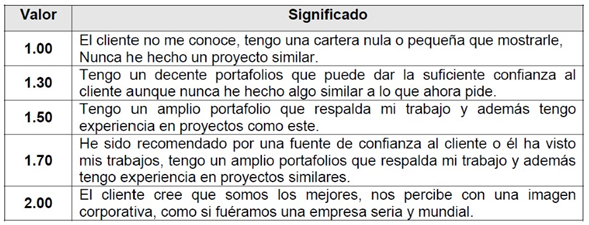 Valor Significado
1.00 El cliente no me conoce, tengo una cartera nula o pequeña que mostrarle,
Nunca he hecho un proyecto similar.
1.30 Tengo un decente portafolios que puede dar la suficiente confianza al
cliente aunque nunca he hecho algo similar a lo que ahora pide.
1.50 Tengo un amplio portafolio que respalda mi trabajo y además tengo
experiencia en proyectos como este.
1.70 He sido recomendado por una fuente de confianza al cliente o él ha visto
mis trabajos, tengo un amplio portafolios que respalda mi trabajo y además
tengo experiencia en proyectos similares.
2.00 El cliente cree que somos los mejores, nos percibe con una imagen
corporativa, como si fuéramos una empresa seria y mundial.